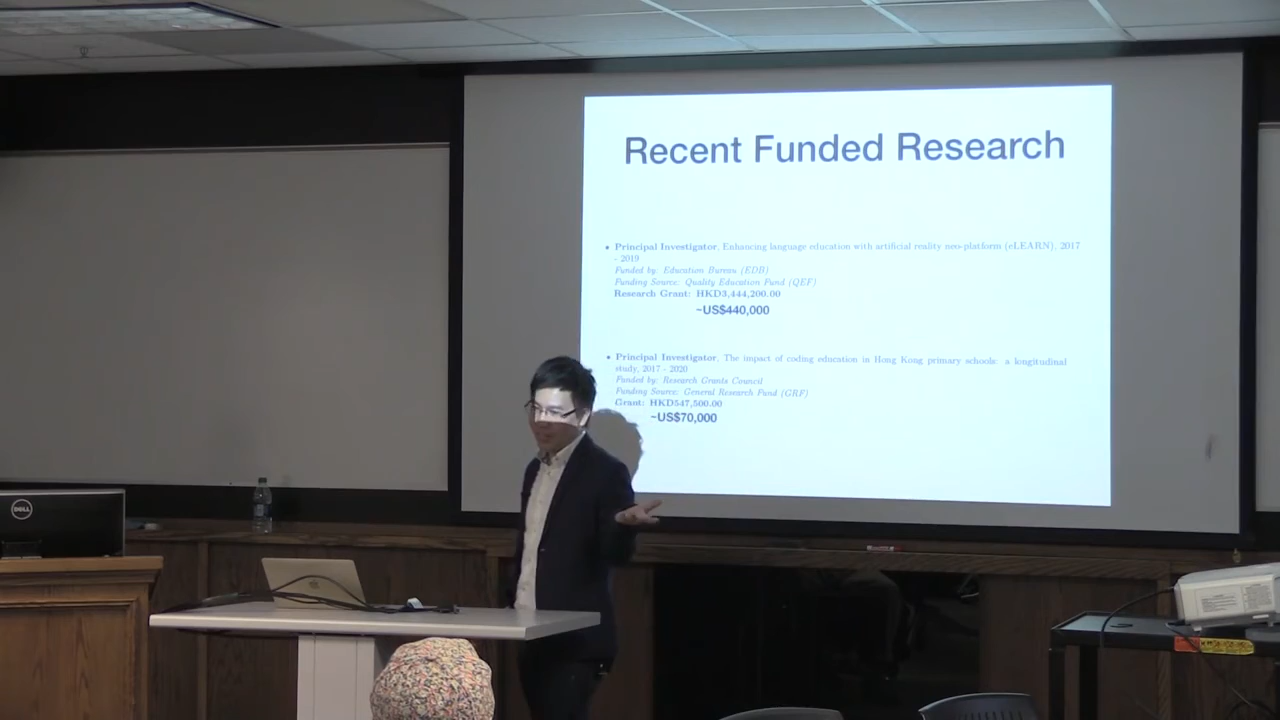 Recent Funded Research
• Principal Investigator, Enhancing language education with artificial reality neo-platform (eLEARN), 2017
- 2019
Funded by: Education Bureau (EDB)
Funding Source: Quality Education Fund (QEF)
Research Grant: HKD3,444,200.00
~US$440,000
• Principal Investigator, The impact of coding education in Hong Kong primary schools: a longitudinal
study, 2017 - 2020
Funded by: Research Grants Council
Funding Source: General Research Fund (GRF)
Grant: HKD547,500.00
~US$70,000
DELL